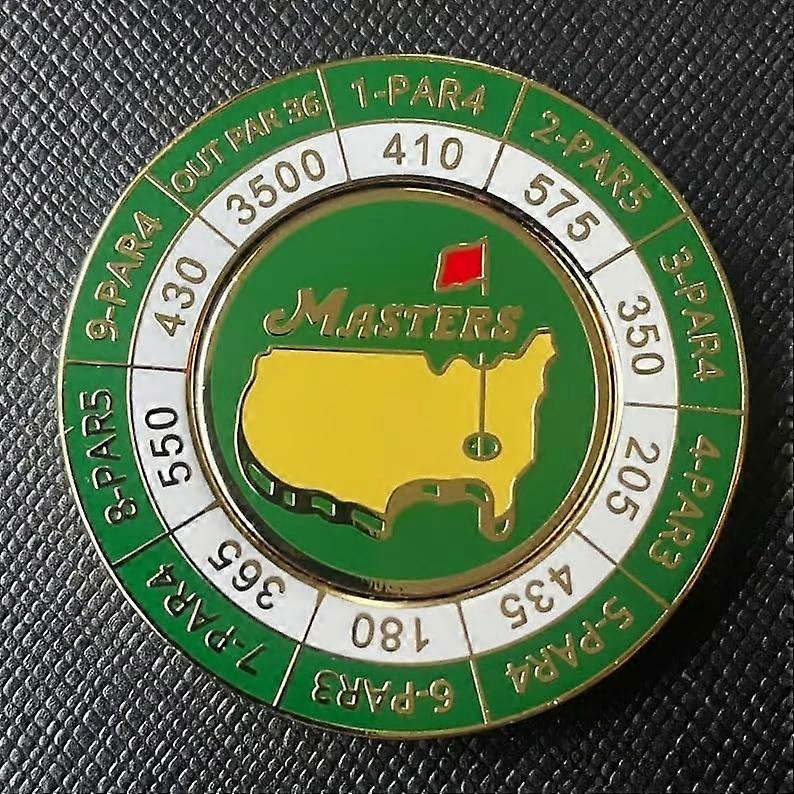 1-PAR4
410
2-PAR5
575
3-PAR4
350
4-PAR3
205
5-PAR4
435
6-PAR3
180
7-PAR4
365
8-PAR5
550
9-PAR4
430
OUT PAR 36
3500
MASTERS